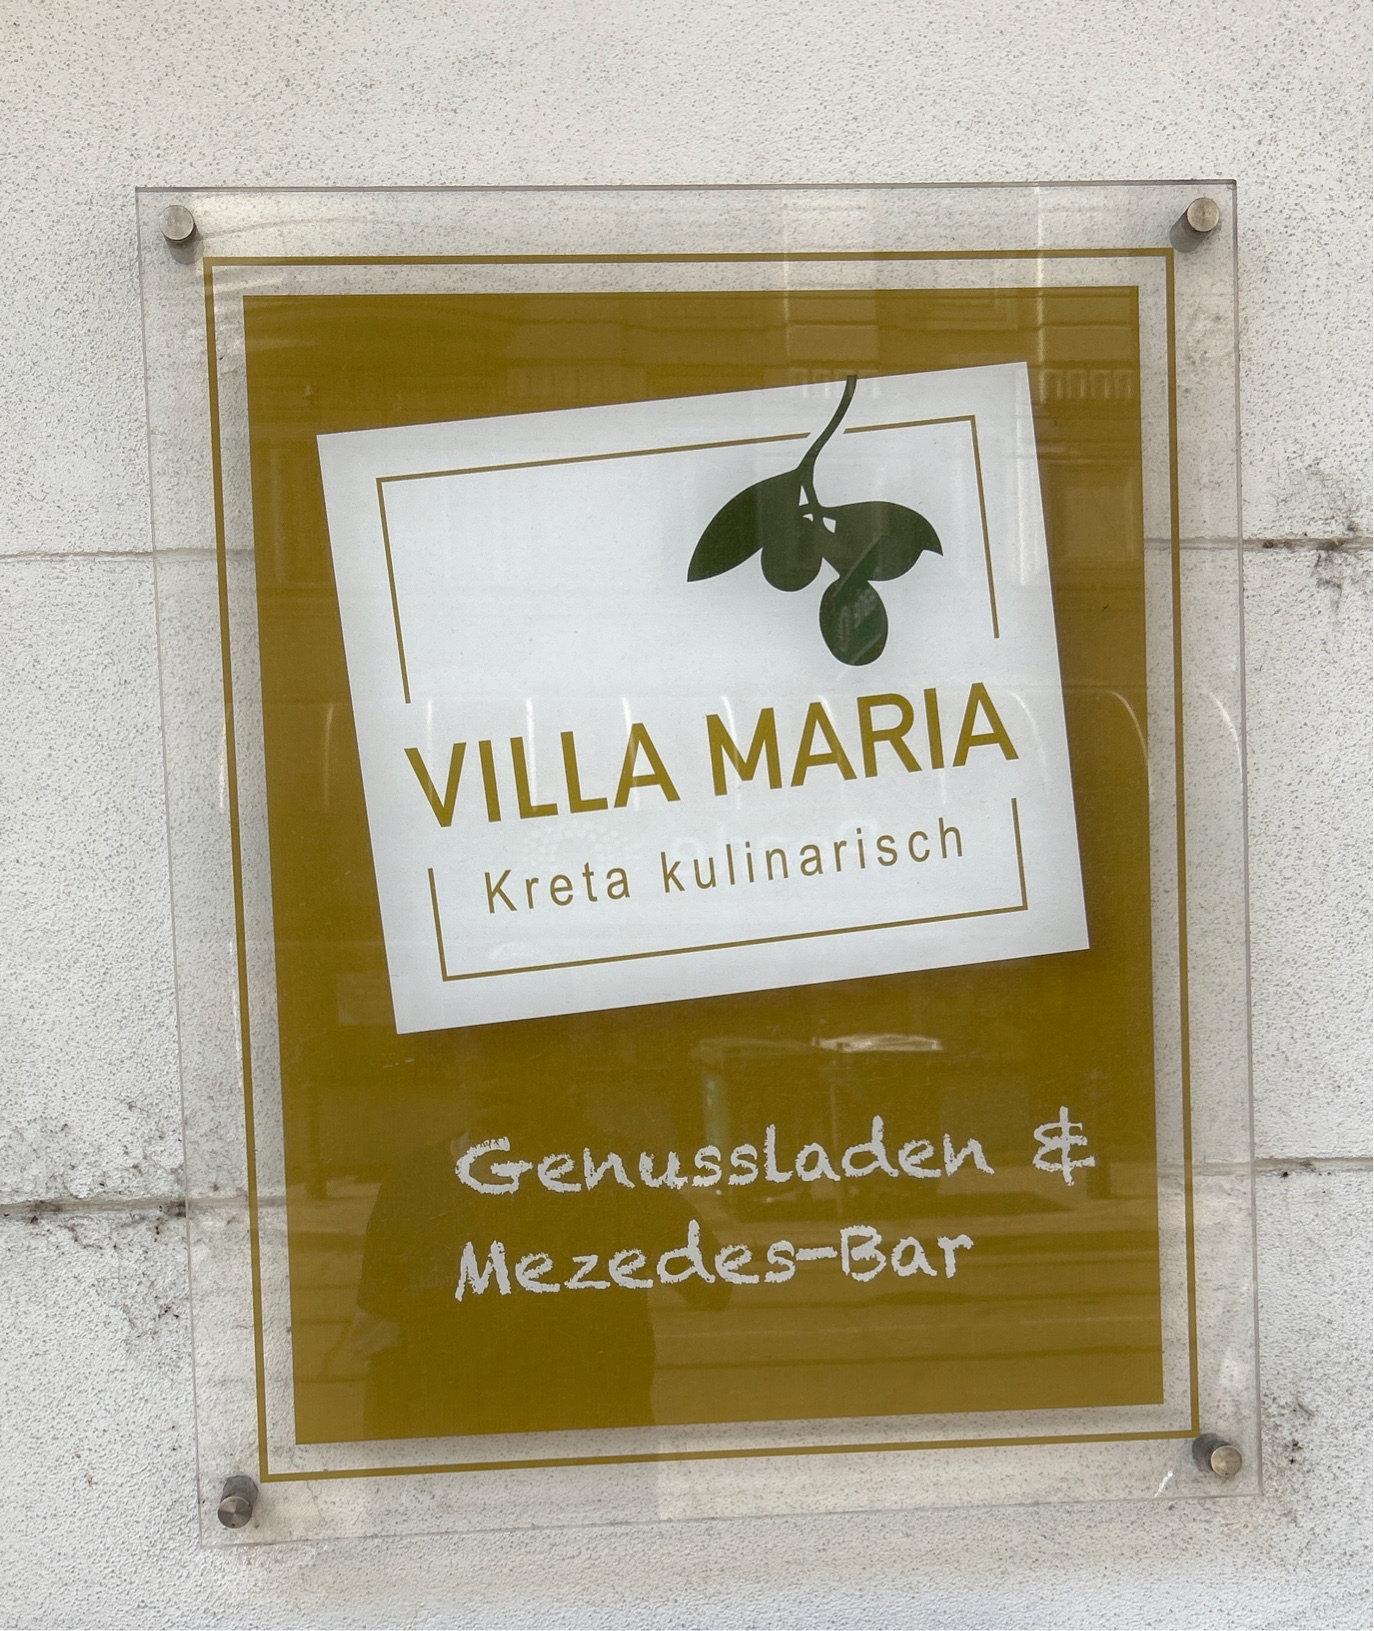 VILLA MARIA
Kreta kulinarisch
Genussladen &
Mezedes-Bar